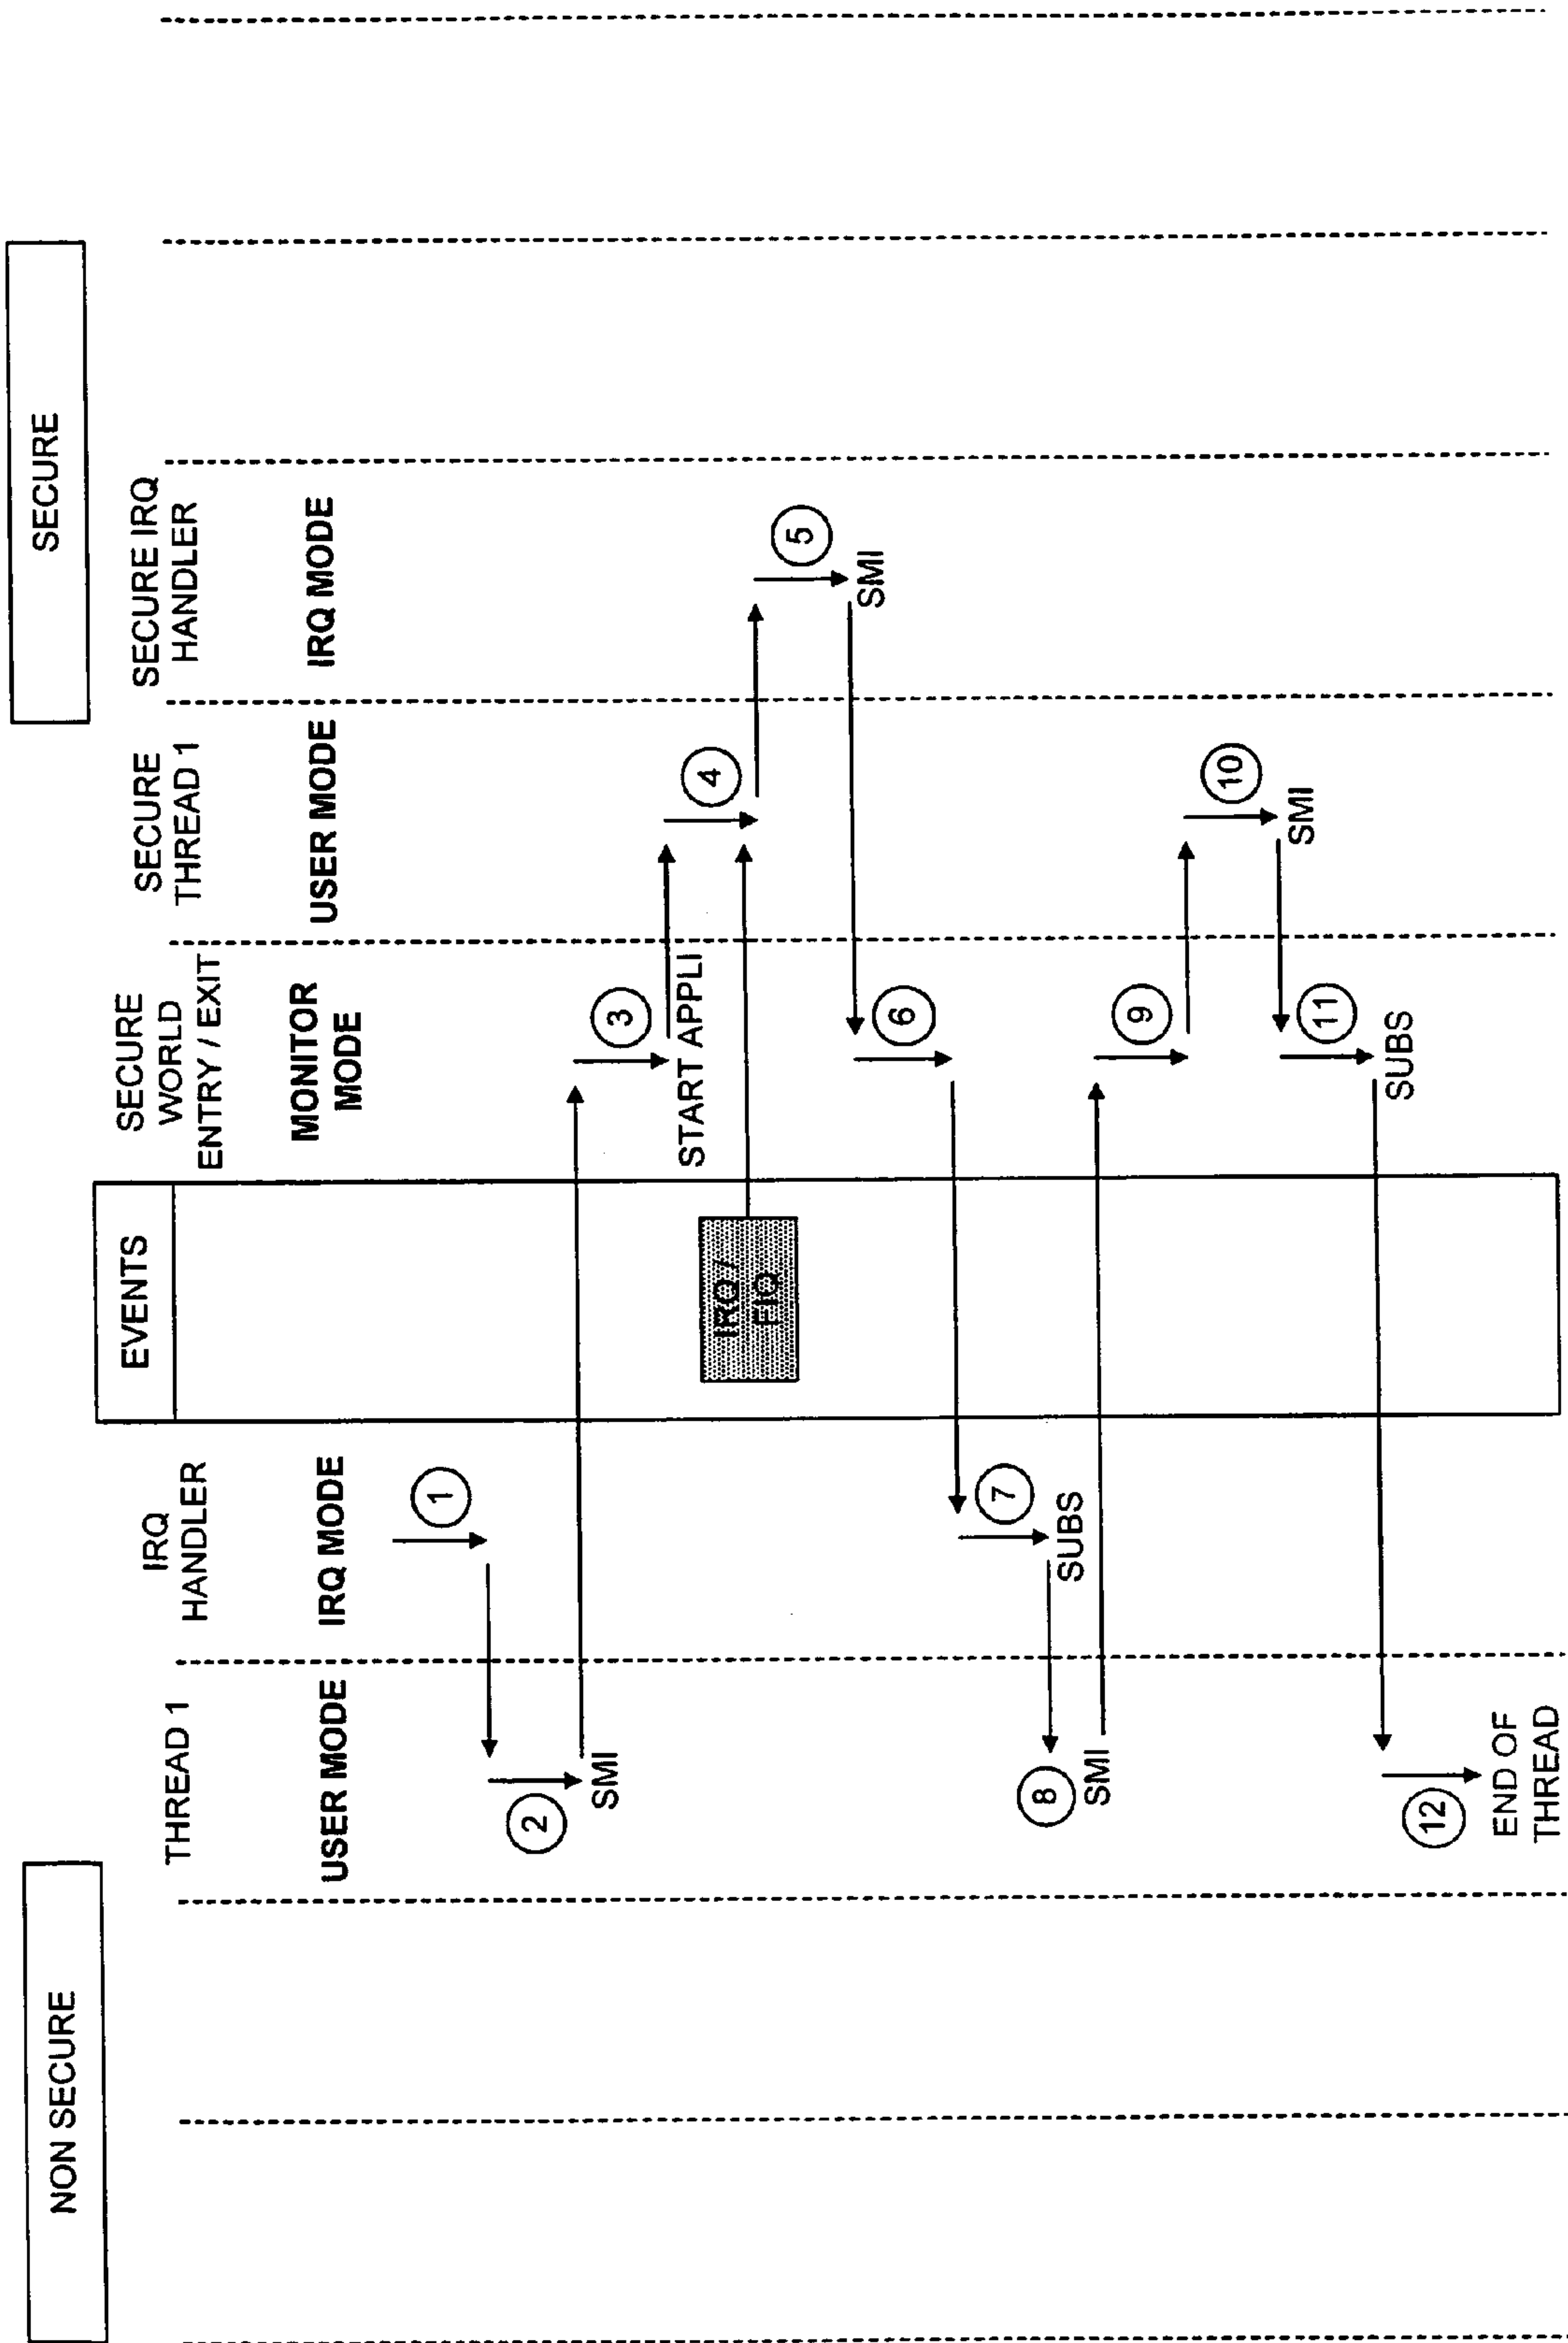 NON SECURE
SECURE
THREAD 1
IRQ
HANDLER
EVENTS
SECURE
WORLD
ENTRY / EXIT
SECURE
THREAD 1
SECURE IRQ
HANDLER
USER MODE
IRQ MODE
MONITOR
MODE
USER MODE
IRQ MODE
1
2
SMI
3
START APPLI
4
IRQ /
FIQ
5
SMI
6
7
SUBS
8
SMI
9
10
SMI
11
SUBS
12
END OF
THREAD